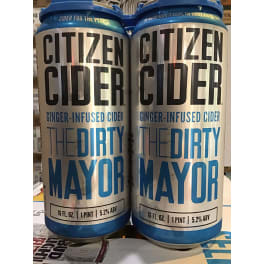 CITIZEN
CIDER
GINGER-INFUSED CIDER
THE DIRTY
MAYOR
16 FL. OZ. | 1 PINT | 5.2% ABV
CITIZEN
CIDER
GINGER-INFUSED CIDER
THE DIRTY
MAYOR
16 FL. OZ. | 1 PINT | 5.2% ABV